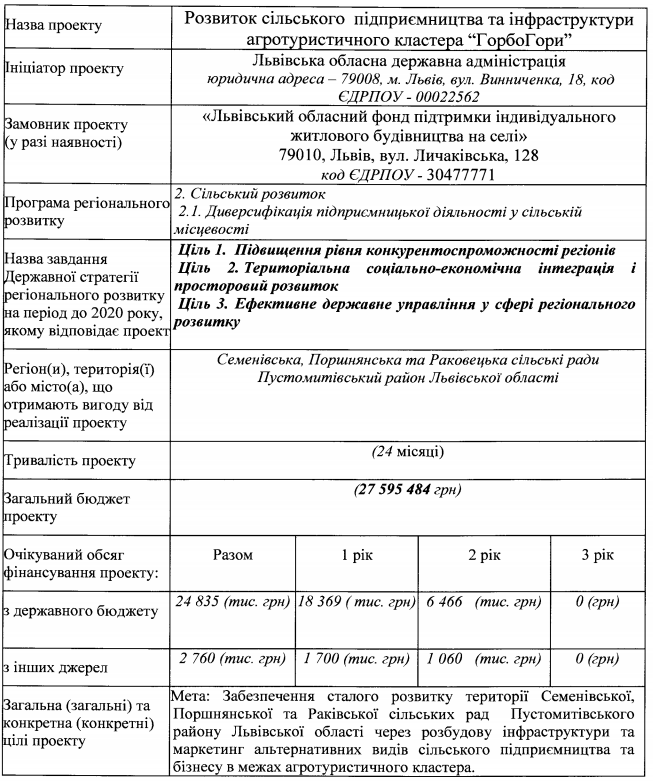 Назва проекту
Розвиток сільського підприємництва та інфраструктури
агротуристичного кластера “ГорбоГори”
Ініціатор проекту
Львівська обласна державна адміністрація
юридична адреса – 79008, м. Львів, вул. Винниченка, 18, код
ЄДРПОУ - 00022562
Замовник проекту
(у разі наявності)
«Львівський обласний фонд підтримки індивідуального
житлового будівництва на селі»
79010, Львів, вул. Личаківська, 128
код ЄДРПОУ - 30477771
Програма регіонального
розвитку
2. Сільський розвиток
2.1. Диверсифікація підприємницької діяльності у сільській
місцевості
Назва завдання
Державної стратегії
регіонального розвитку
на період до 2020 року,
якому відповідає проект
Ціль 1. Підвищення рівня конкурентоспроможності регіонів
Ціль 2. Територіальна соціально-економічна інтеграція і
просторовий розвиток
Ціль 3. Ефективне державне управління у сфері регіонального
розвитку
Регіон(и), територія(ї)
або місто(а), що
отримають вигоду від
реалізації проекту
Семенівська, Поршнянська та Раковецька сільські ради
Пустомитівський район Львівської області
Тривалість проекту
(24 місяці)
Загальний бюджет
проекту
(27 595 484 грн)
Очікуваний обсяг
фінансування проекту:
Разом
1 рік
2 рік
3 рік
з державного бюджету
24 835 (тис. грн)
18 369 ( тис. грн)
6 466 (тис. грн)
0 (грн)
з інших джерел
2 760 (тис. грн)
1 700 (тис. грн)
1 060 (тис. грн)
0 (грн)
Загальна (загальні) та
конкретна (конкретні)
цілі проекту
Мета: Забезпечення сталого розвитку території Семенівської,
Поршнянської та Раківської сільських рад Пустомитівського
району Львівської області через розбудову інфраструктури та
маркетинг альтернативних видів сільського підприємництва та
бізнесу в межах агротуристичного кластера.